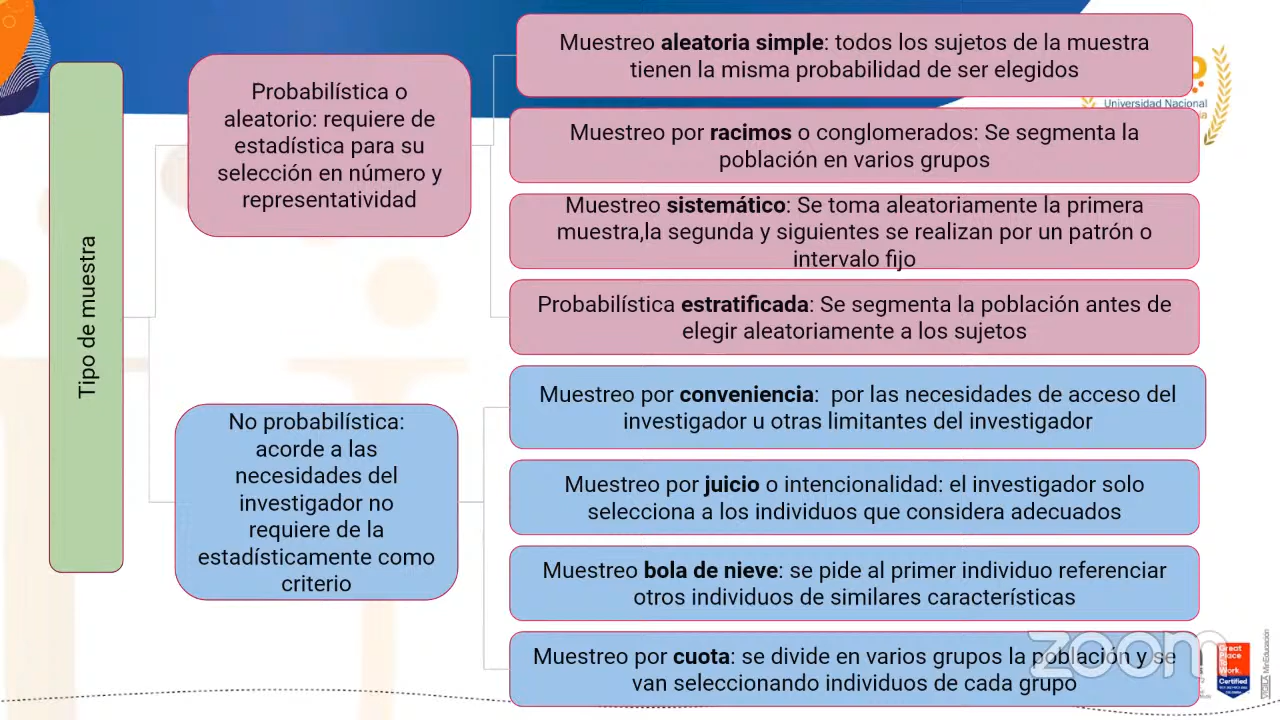 Tipo de muestra
Probabilística o
aleatorio: requiere de
estadística para su
selección en número y
representatividad
Muestreo aleatoria simple: todos los sujetos de la muestra
tienen la misma probabilidad de ser elegidos
Muestreo por racimos o conglomerados: Se segmenta la
población en varios grupos
Muestreo sistemático: Se toma aleatoriamente la primera
muestra,la segunda y siguientes se realizan por un patrón o
intervalo fijo
Probabilística estratificada: Se segmenta la población antes de
elegir aleatoriamente a los sujetos
No probabilística:
acorde a las
necesidades del
investigador no
requiere de la
estadísticamente como
criterio
Muestreo por conveniencia: por las necesidades de acceso del
investigador u otras limitantes del investigador
Muestreo por juicio o intencionalidad: el investigador solo
selecciona a los individuos que considera adecuados
Muestreo bola de nieve: se pide al primer individuo referenciar
otros individuos de similares características
Muestreo por cuota: se divide en varios grupos la población y se
van seleccionando individuos de cada grupo
Universidad Nacional
zoom
Great
Place
To
Work.
Certified
VIGILA MinEducación